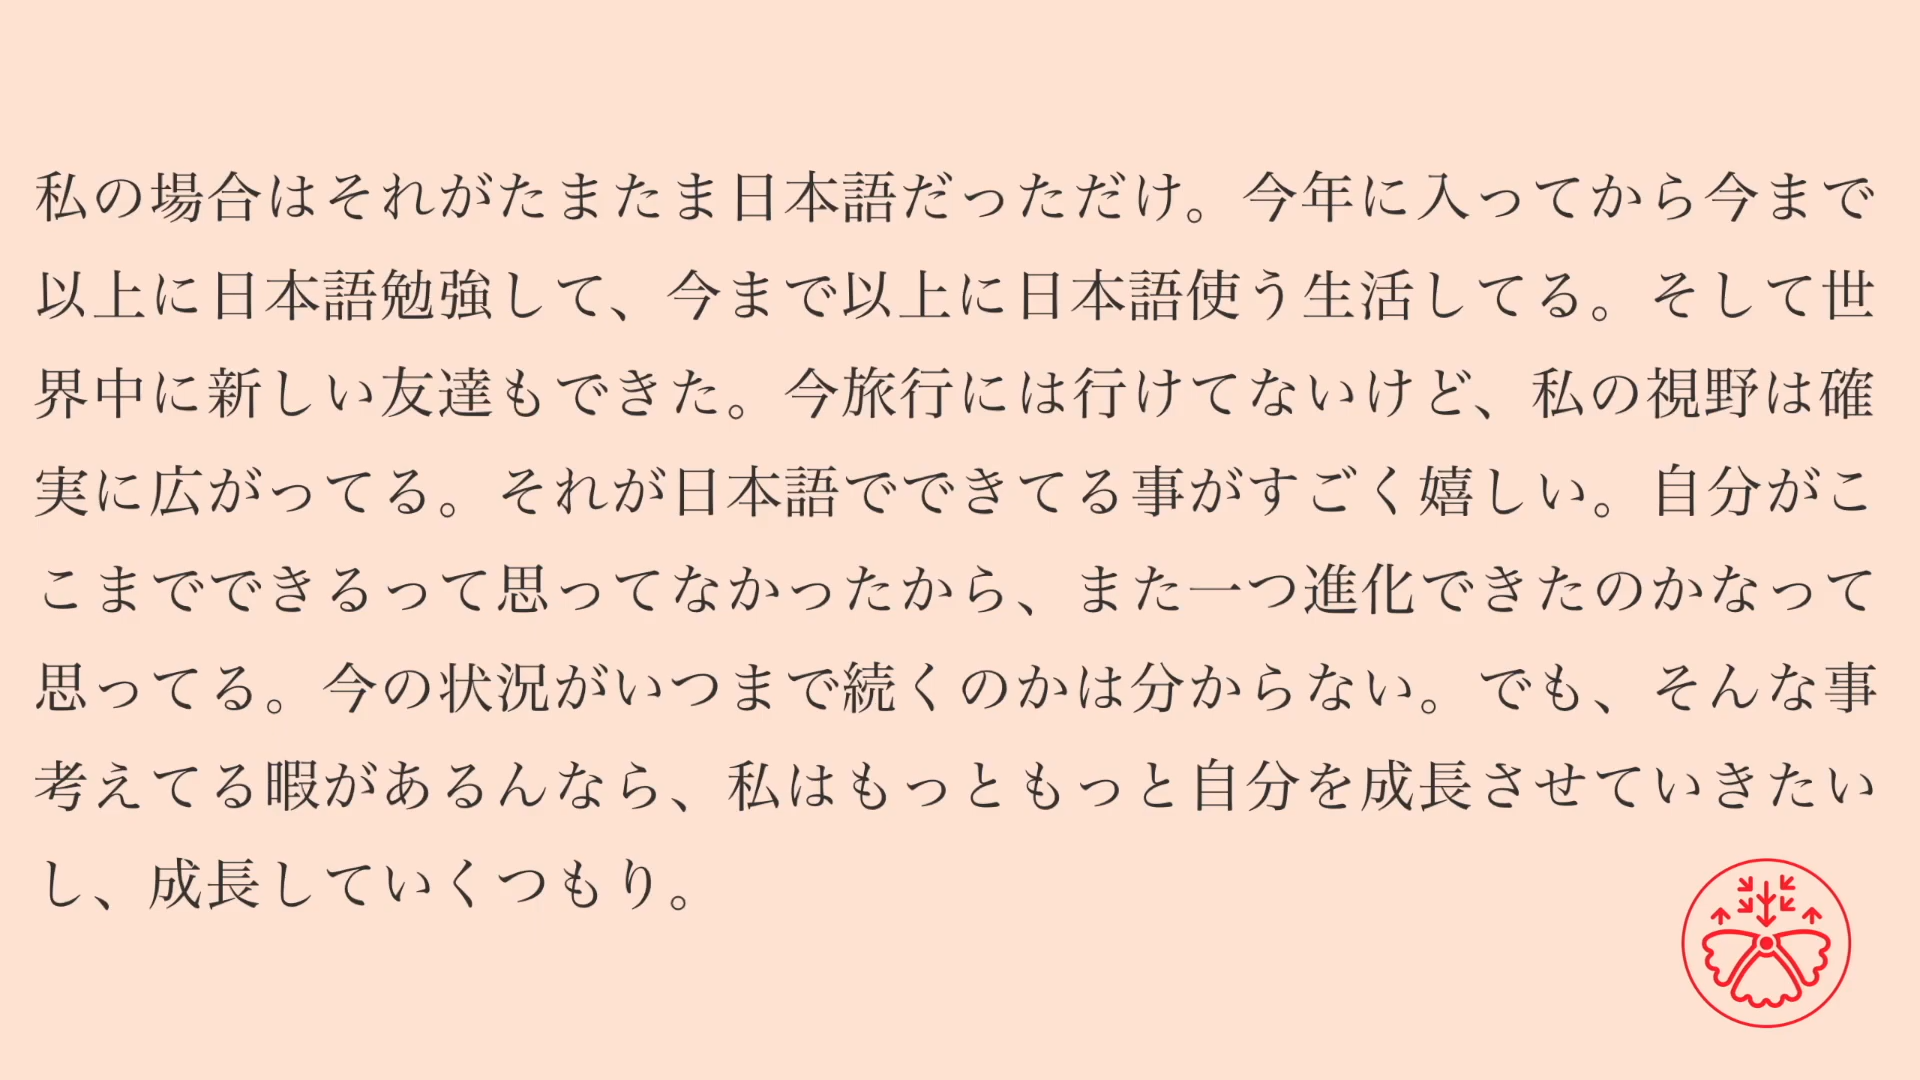 私の場合はそれがたまたま日本語だっただけ。今年に入ってから今まで
以上に日本語勉強して、今まで以上に日本語使う生活してる。そして世
界中に新しい友達もできた。今旅行には行けてないけど、私の視野は確
実に広がってる。それが日本語でできてる事がすごく嬉しい。自分がこ
こまでできるって思ってなかったから、また一つ進化できたのかなって
思ってる。今の状況がいつまで続くのかは分からない。でも、そんな事
考えてる暇があるんなら、私はもっともっと自分を成長させていきたい
し、成長していくつもり。